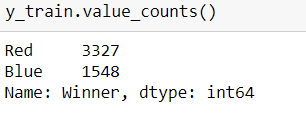 y_train.value_counts()
Red     3327
Blue    1548
Name: Winner, dtype: int64